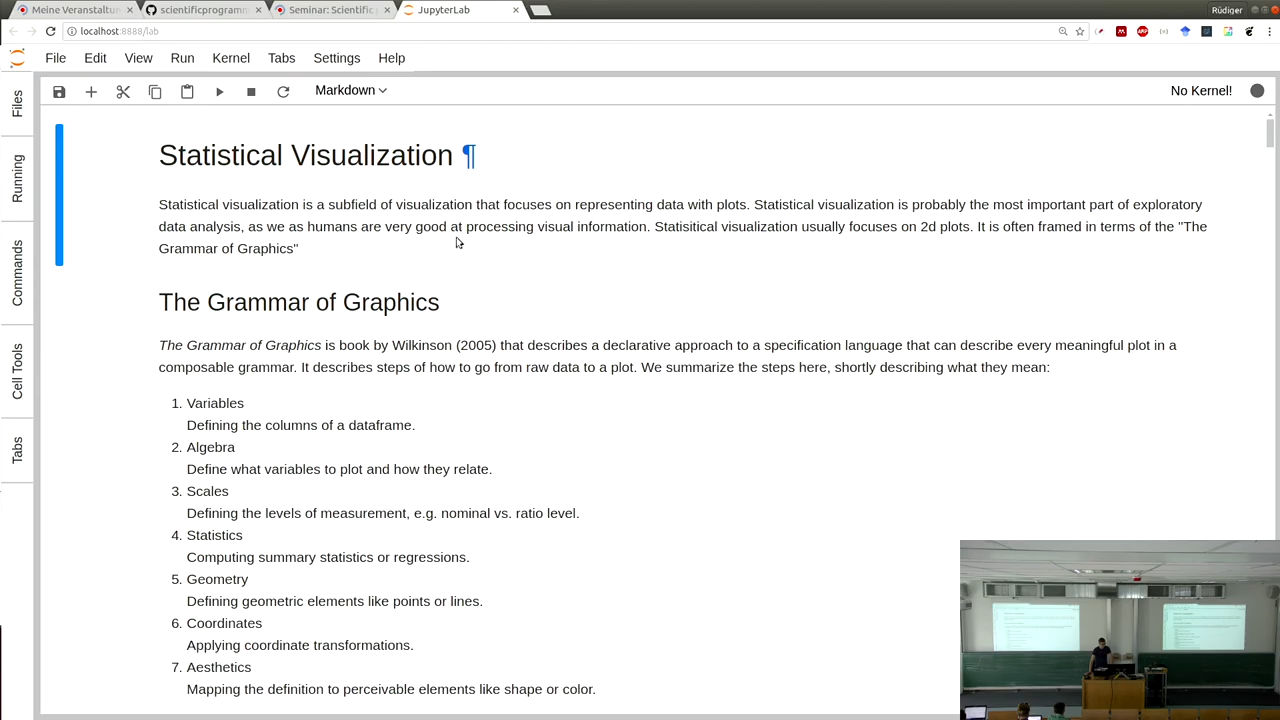 Meine Veranstaltun
scientificprogramm
Seminar: Scientific p
JupyterLab
Rüdiger
localhost:8888/lab
File Edit View Run Kernel Tabs Settings Help
Markdown
No Kernel!
Files
Running
Commands
Cell Tools
Tabs
Statistical Visualization ¶
Statistical visualization is a subfield of visualization that focuses on representing data with plots. Statistical visualization is probably the most important part of exploratory
data analysis, as we as humans are very good at processing visual information. Statisitical visualization usually focuses on 2d plots. It is often framed in terms of the "The
Grammar of Graphics"
The Grammar of Graphics
The Grammar of Graphics is book by Wilkinson (2005) that describes a declarative approach to a specification language that can describe every meaningful plot in a
composable grammar. It describes steps of how to go from raw data to a plot. We summarize the steps here, shortly describing what they mean:
1. Variables
Defining the columns of a dataframe.
2. Algebra
Define what variables to plot and how they relate.
3. Scales
Defining the levels of measurement, e.g. nominal vs. ratio level.
4. Statistics
Computing summary statistics or regressions.
5. Geometry
Defining geometric elements like points or lines.
6. Coordinates
Applying coordinate transformations.
7. Aesthetics
Mapping the definition to perceivable elements like shape or color.